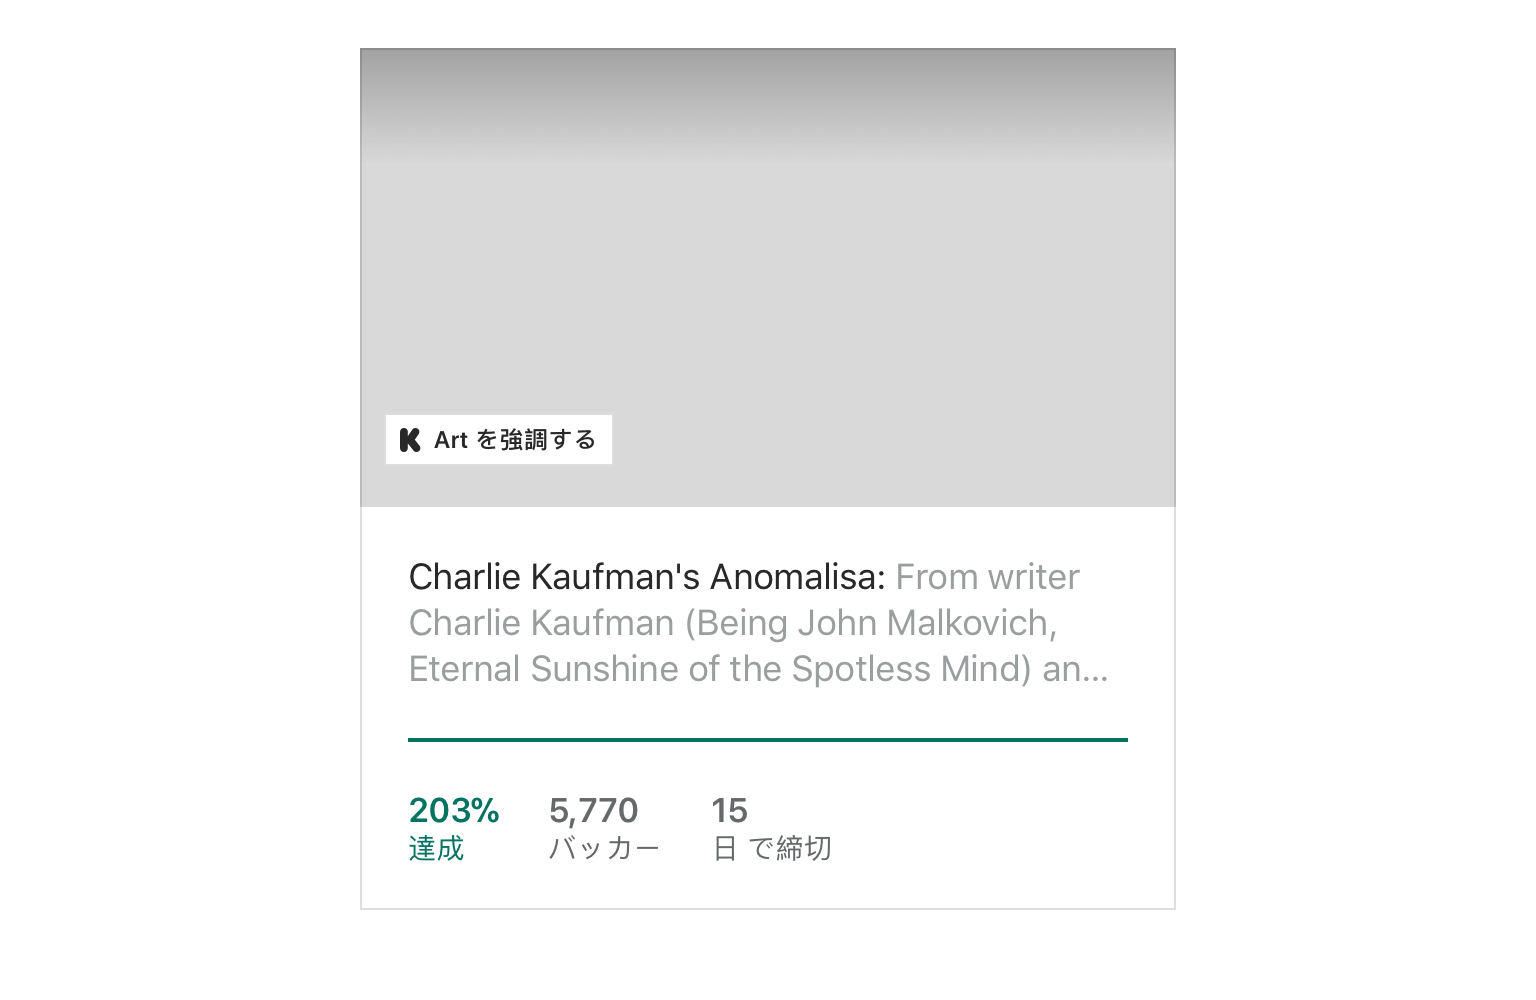 Art を強調する
Charlie Kaufman's Anomalisa: From writer
Charlie Kaufman (Being John Malkovich,
Eternal Sunshine of the Spotless Mind) an...
203% 5,770 15
達成 バッカー 日 で締切